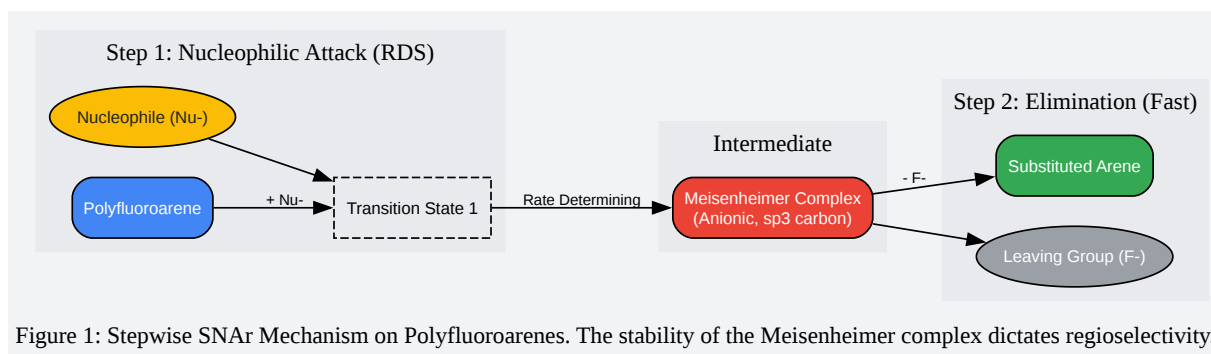 Step 1: Nucleophilic Attack (RDS)
Nucleophile (Nu-)
Polyfluoroarene
+ Nu-
Transition State 1
Rate Determining
Intermediate
Meisenheimer Complex
(Anionic, sp3 carbon)
- F-
Step 2: Elimination (Fast)
Substituted Arene
Leaving Group (F-)
Figure 1: Stepwise SNAr Mechanism on Polyfluoroarenes. The stability of the Meisenheimer complex dictates regioselectivity.